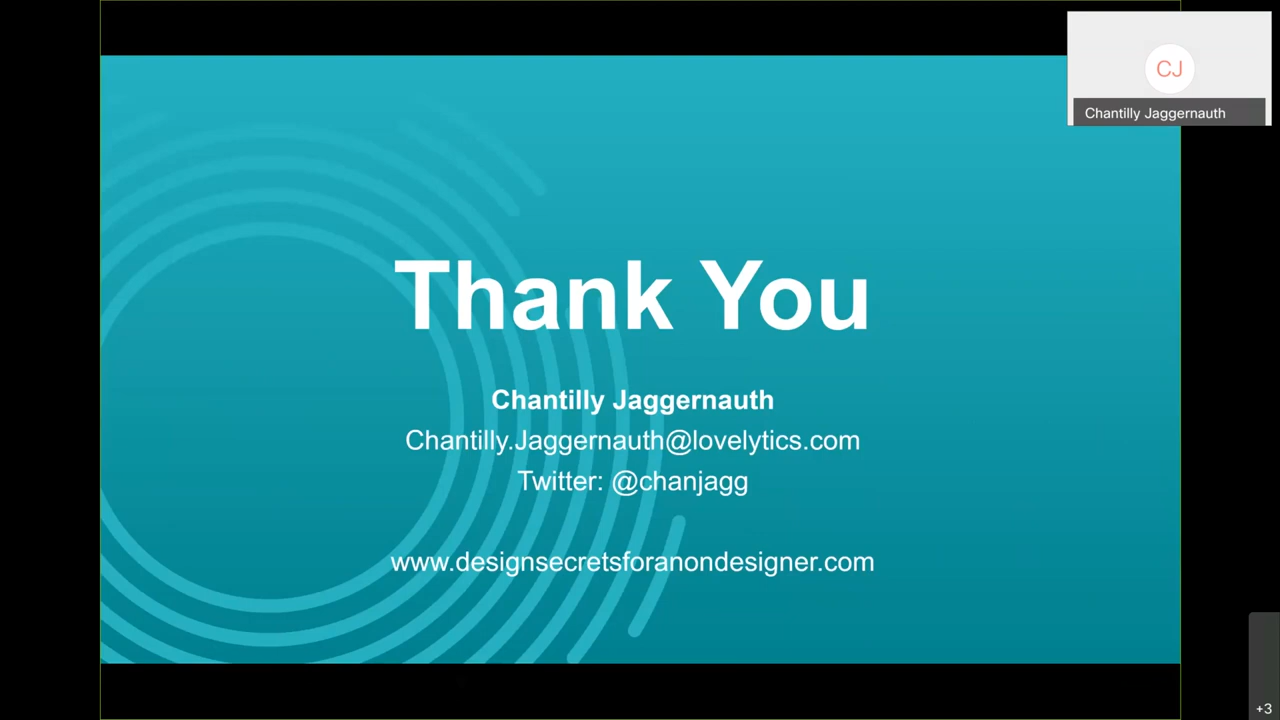 CJ
Chantilly Jaggernauth
Thank You
Chantilly Jaggernauth
Chantilly.Jaggernauth@lovelytics.com
Twitter: @chanjagg
www.designsecretsforanondesigner.com
+3